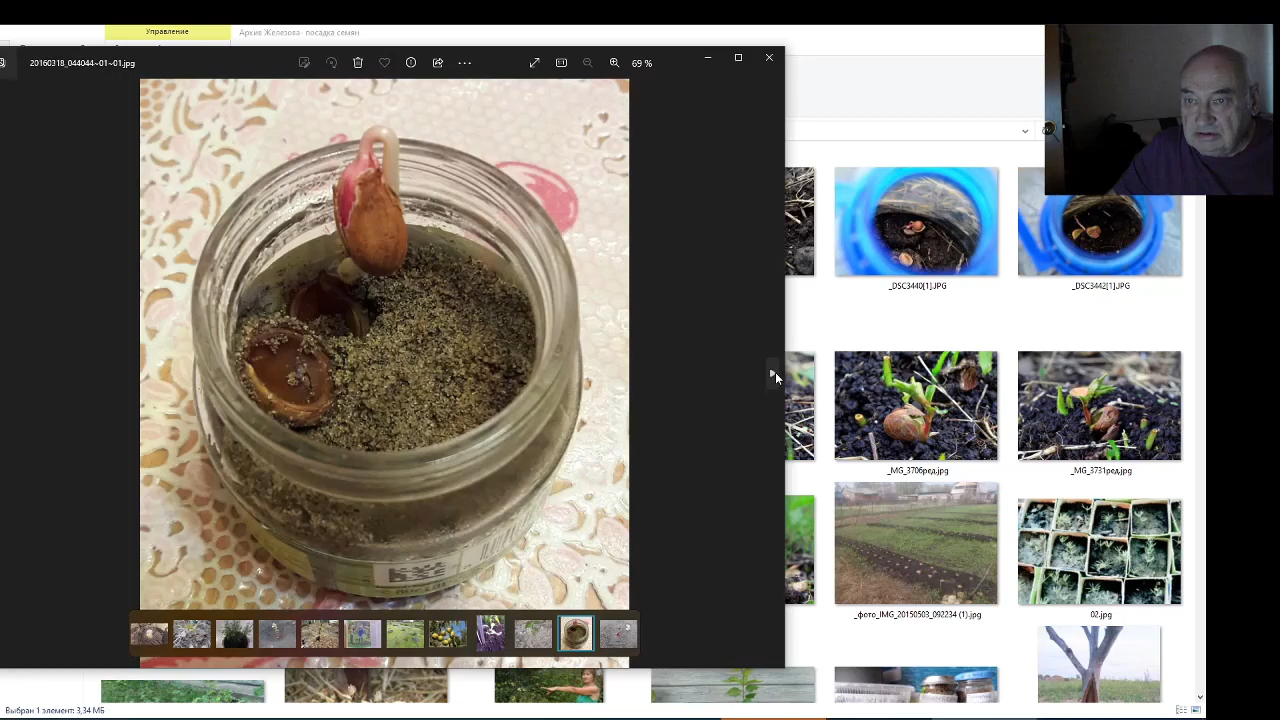 Управление
Архив Железова- посадка семян
20160318_044044~01~01.jpg
69 %
_DSC3440[1].JPG
_DSC3442[1].JPG
_MG_3706ред.jpg
_MG_3731ред.jpg
_фото_IMG_20150503_092234 (1).jpg
02.jpg
Выбран 1 элемент: 3,34 МБ